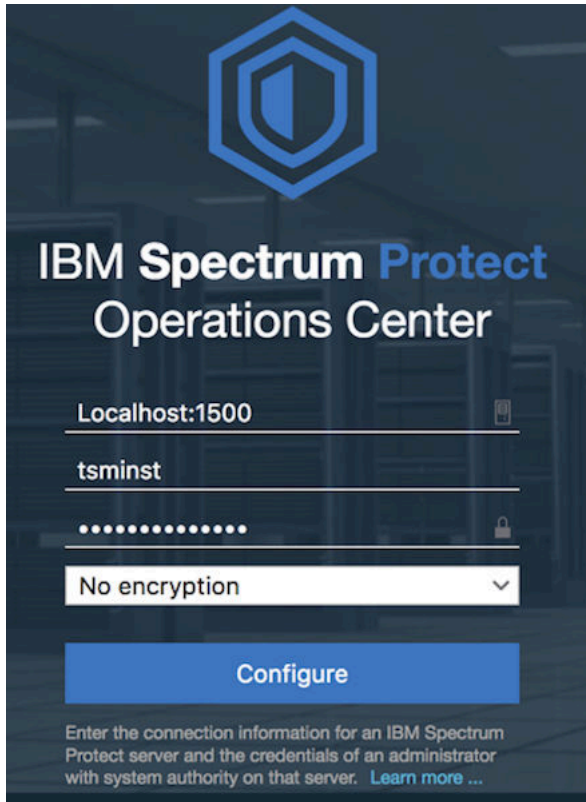 IBM Spectrum Protect
Operations Center
Localhost:1500
tsminst
••••••••••••••
No encryption
Configure
Enter the connection information for an IBM Spectrum
Protect server and the credentials of an administrator
with system authority on that server. Learn more ...